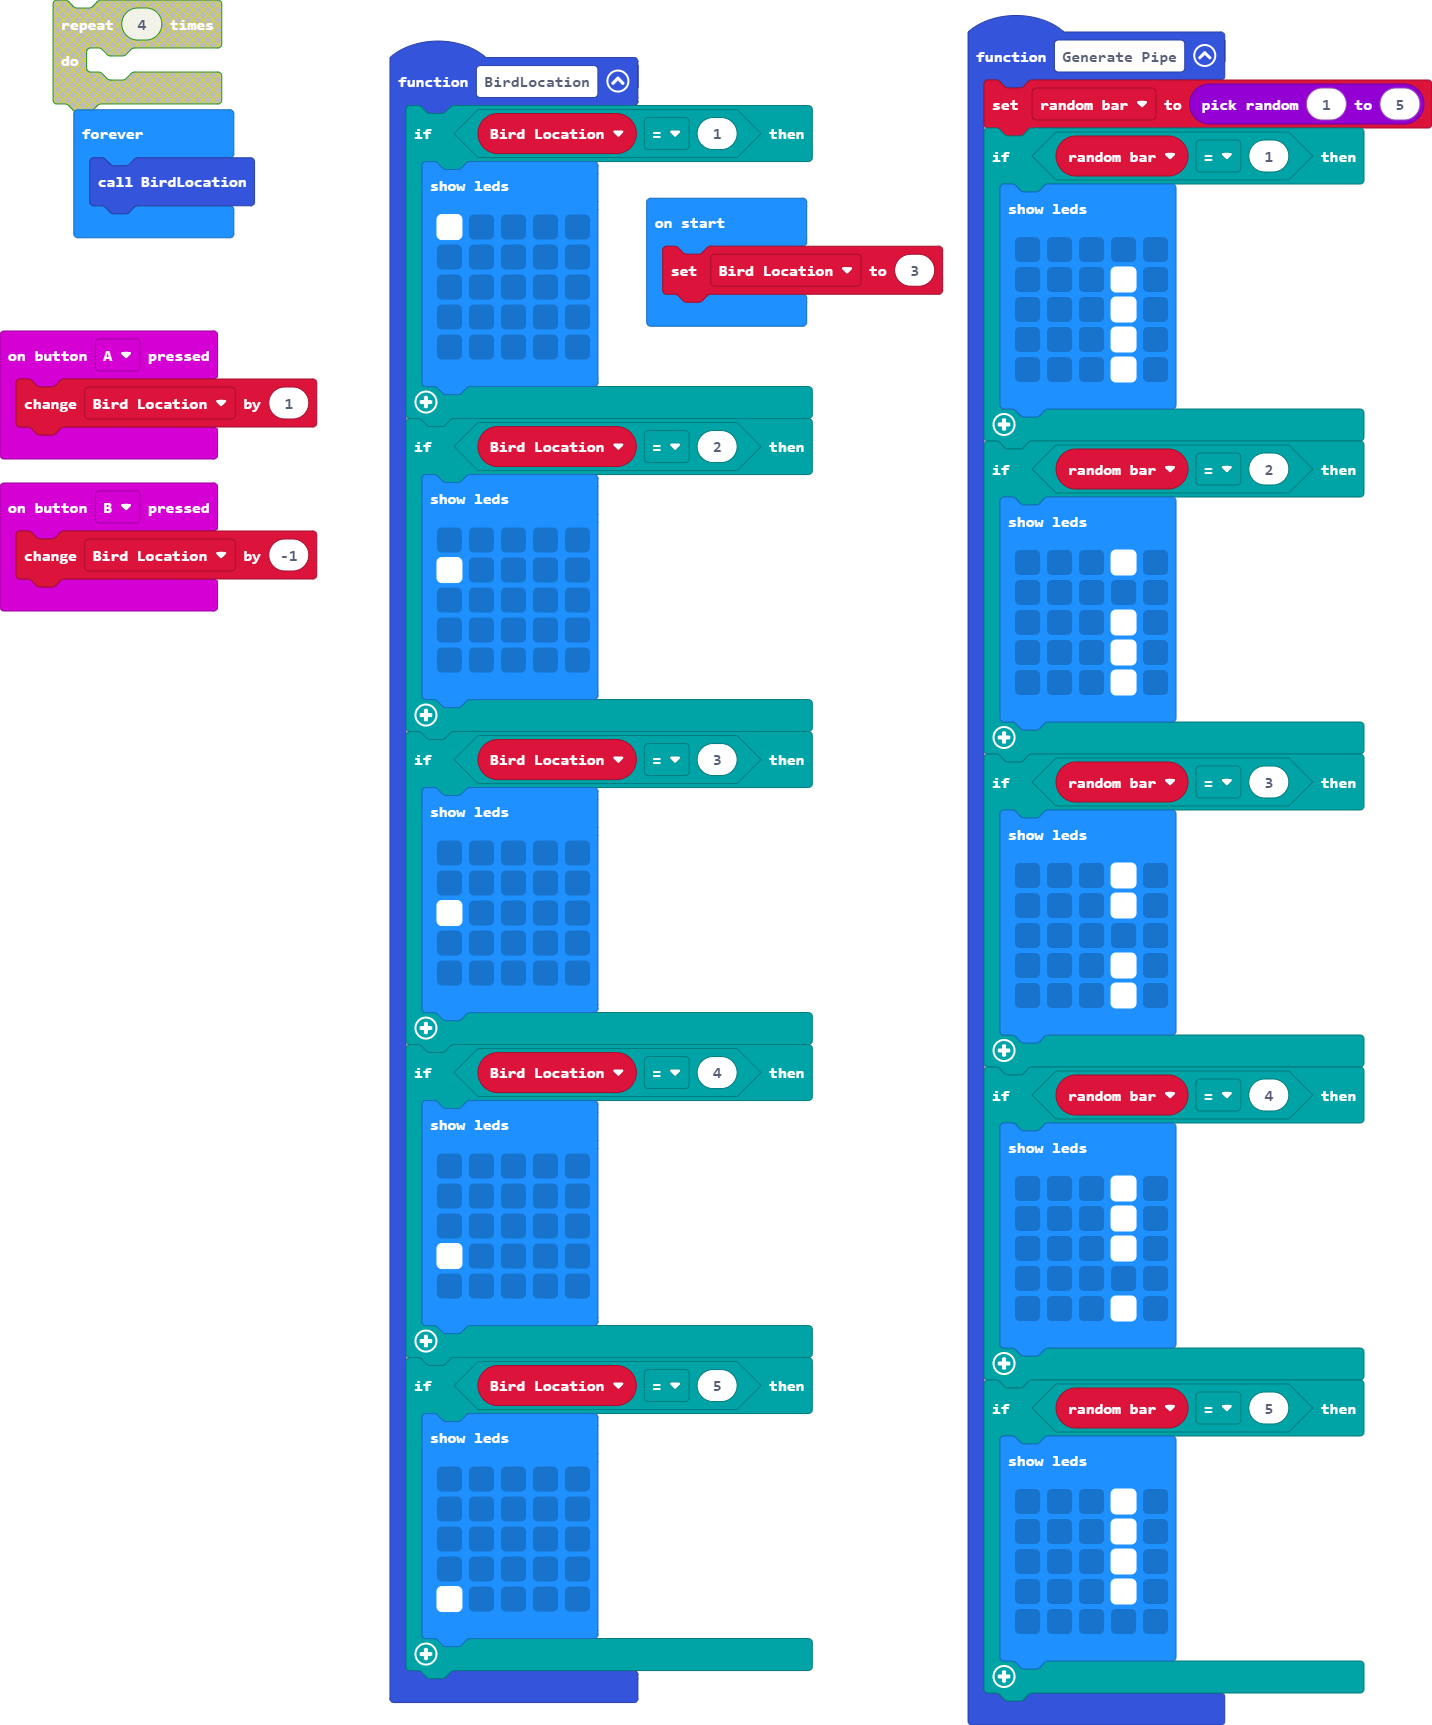 repeat 4 times
do
forever
call BirdLocation
on button A pressed
change Bird Location by 1
on button B pressed
change Bird Location by -1
function BirdLocation
if Bird Location = 1 then
show leds
if Bird Location = 2 then
show leds
if Bird Location = 3 then
show leds
if Bird Location = 4 then
show leds
if Bird Location = 5 then
show leds
on start
set Bird Location to 3
function Generate Pipe
set random bar to pick random 1 to 5
if random bar = 1 then
show leds
if random bar = 2 then
show leds
if random bar = 3 then
show leds
if random bar = 4 then
show leds
if random bar = 5 then
show leds